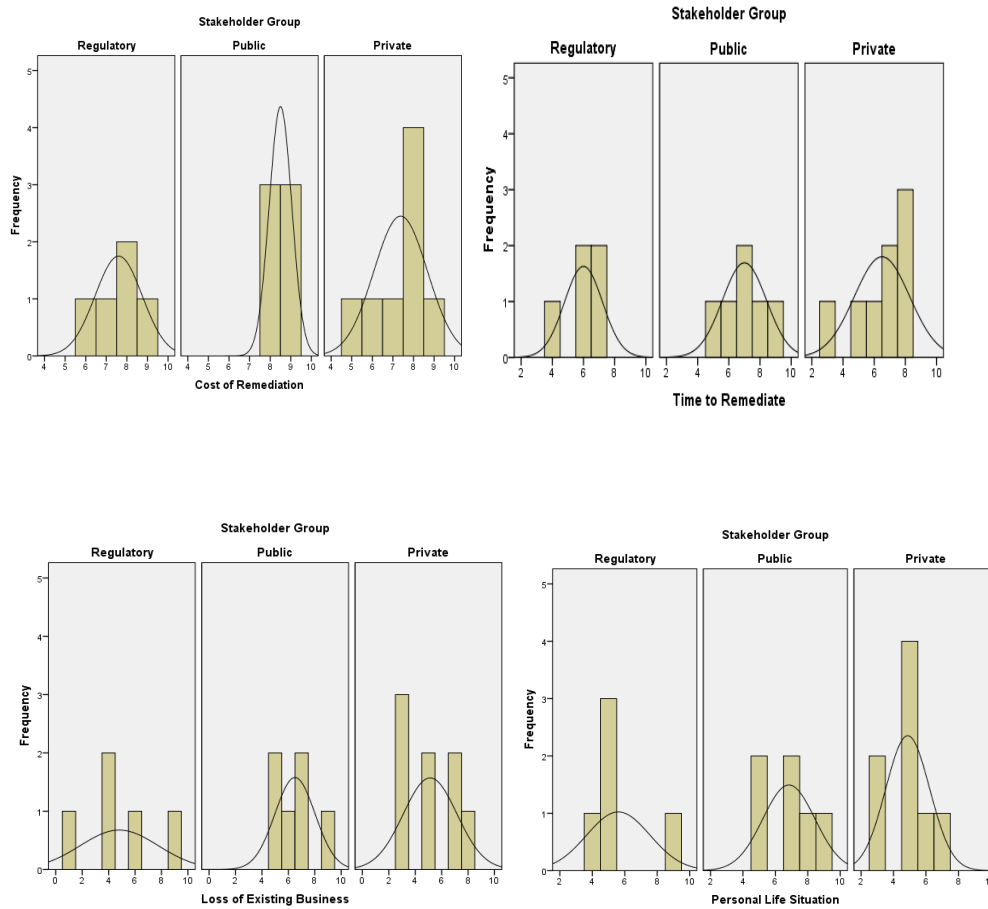 Stakeholder Group
Regulatory Public Private
5
4
3
2
1
0
Frequency
4 5 6 7 8 9 10 4 5 6 7 8 9 10 4 5 6 7 8 9 10
Cost of Remediation
Stakeholder Group
Regulatory Public Private
5
4
3
2
1
0
Frequency
2 4 6 8 10 2 4 6 8 10 2 4 6 8 10
Time to Remediate
Stakeholder Group
Regulatory Public Private
5
4
3
2
1
0
Frequency
0 2 4 6 8 10 0 2 4 6 8 10 0 2 4 6 8 10
Loss of Existing Business
Stakeholder Group
Regulatory Public Private
5
4
3
2
1
0
Frequency
2 4 6 8 10 2 4 6 8 10 2 4 6 8
Personal Life Situation